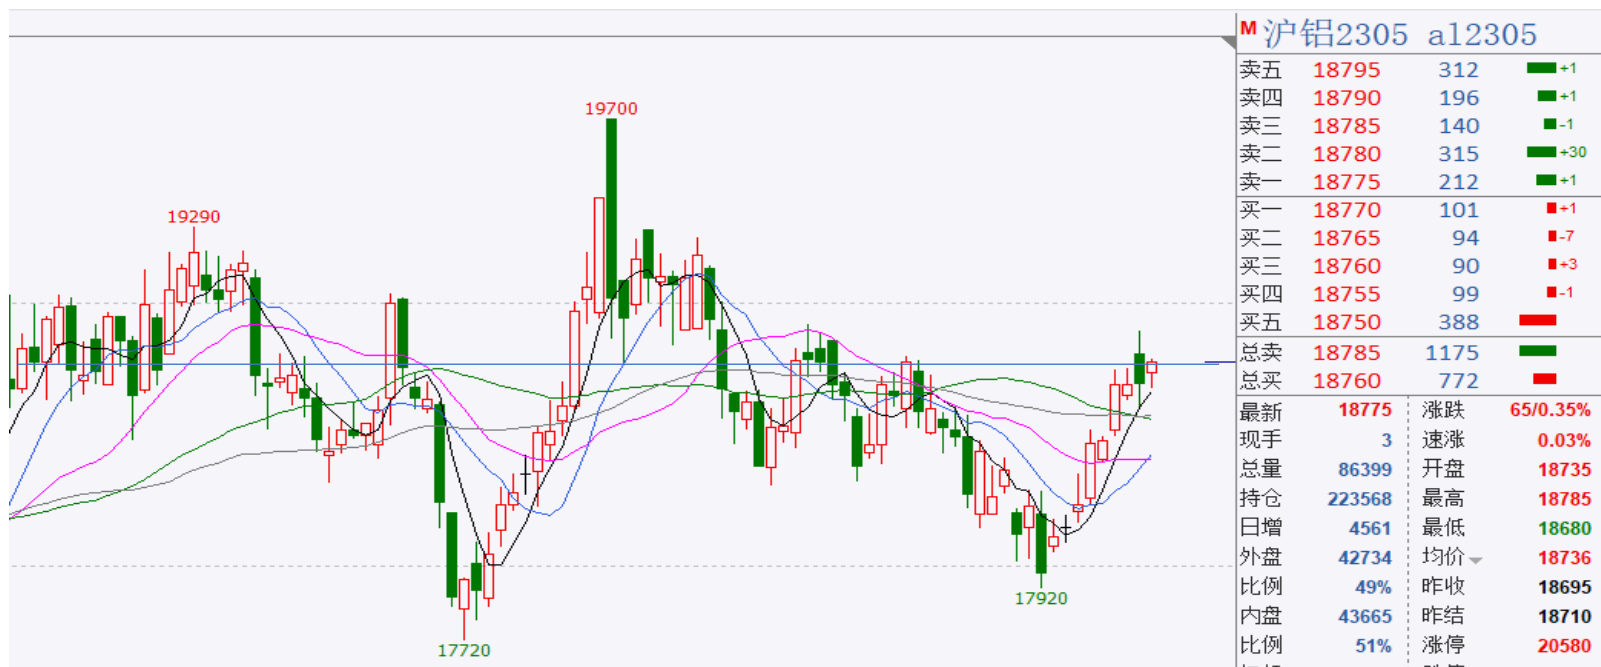 19290
19700
17720
17920
M 沪铝2305 al2305
卖五 18795 312 +1
卖四 18790 196 +1
卖三 18785 140 -1
卖二 18780 315 +30
卖一 18775 212 +1
买一 18770 101 +1
买二 18765 94 -7
买三 18760 90 +3
买四 18755 99 -1
买五 18750 388
总卖 18785 1175
总买 18760 772
最新 18775 涨跌 65/0.35%
现手 3 速涨 0.03%
总量 86399 开盘 18735
持仓 223568 最高 18785
日增 4561 最低 18680
外盘 42734 均价 18736
比例 49% 昨收 18695
内盘 43665 昨结 18710
比例 51% 涨停 20580